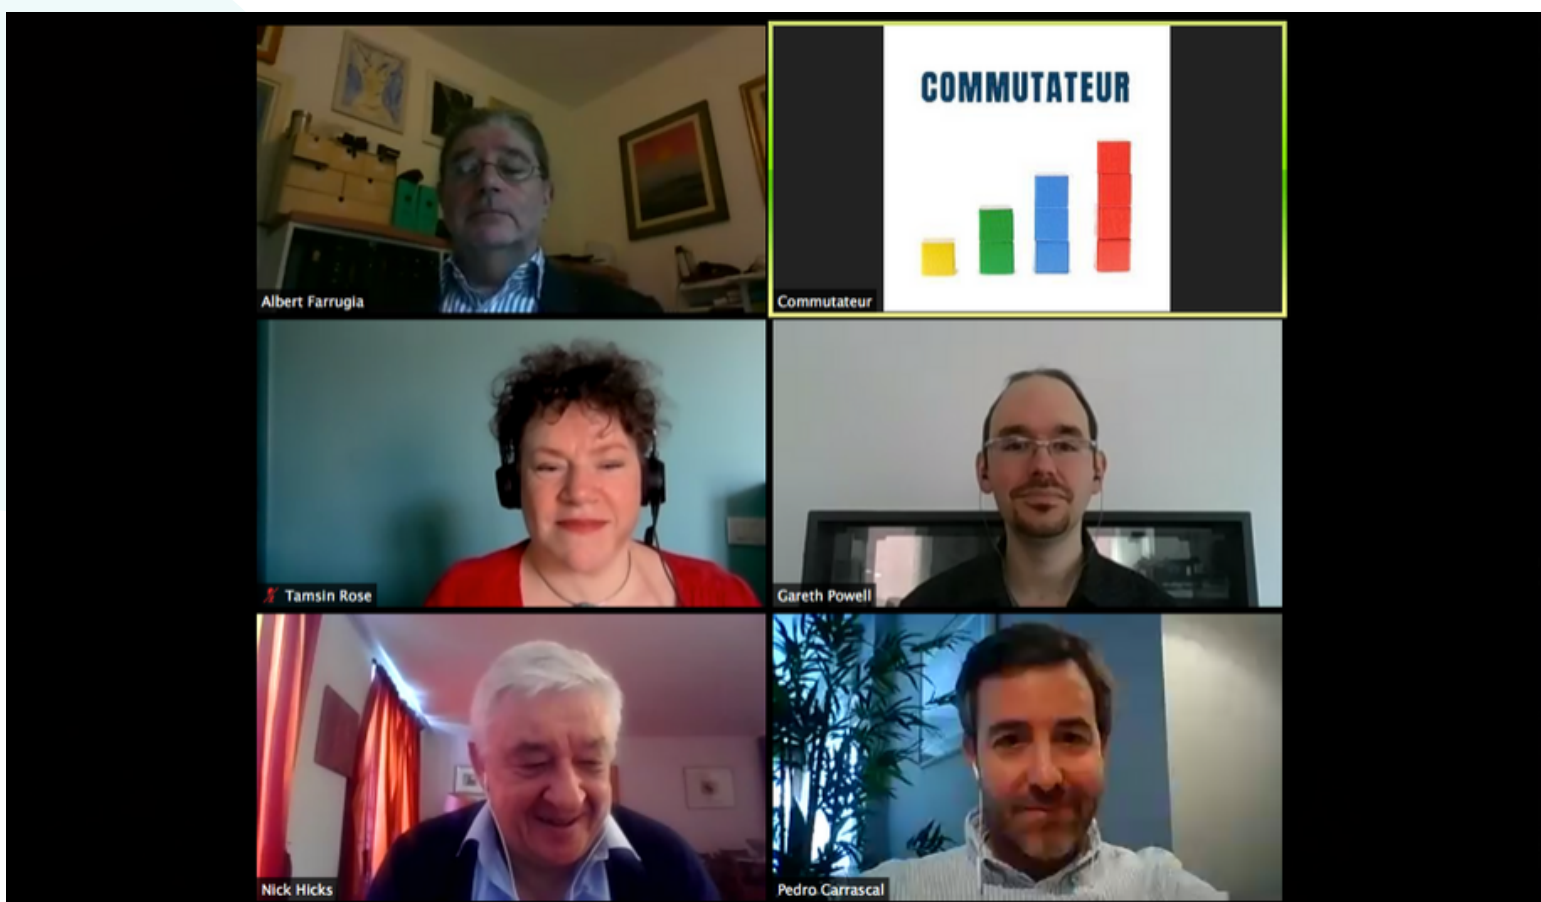 COMMUTATEUR
Albert Farrugia
Commutateur
Tamsin Rose
Gareth Powell
Nick Hicks
Pedro Carrascal